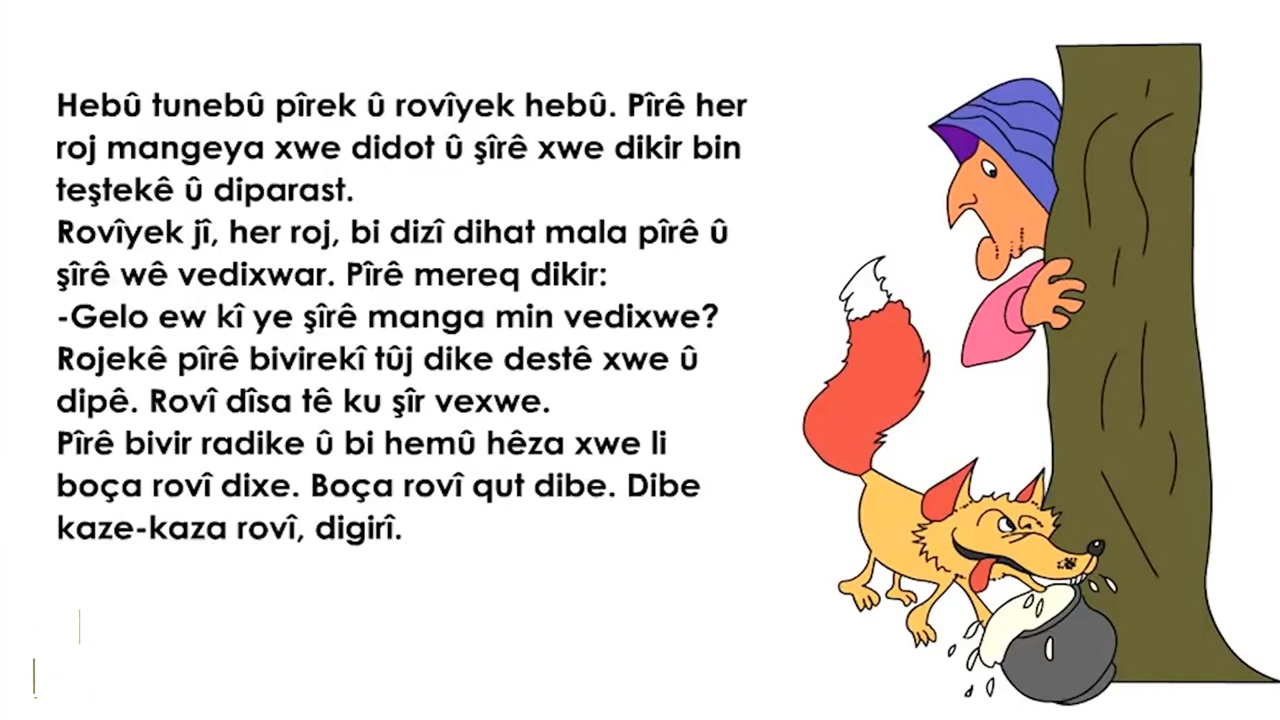 Hebû tunebû pîrek û rovîyek hebû. Pîrê her
roj mangeya xwe didot û şîrê xwe dikir bin
teştekê û diparast.
Rovîyek jî, her roj, bi dizî dihat mala pîrê û
şîrê wê vedixwar. Pîrê mereq dikir:
-Gelo ew kî ye şîrê manga min vedixwe?
Rojekê pîrê bivirekî tûj dike destê xwe û
dipê. Rovî dîsa tê ku şîr vexwe.
Pîrê bivir radike û bi hemû hêza xwe li
boça rovî dixe. Boça rovî qut dibe. Dibe
kaze-kaza rovî, digirî.